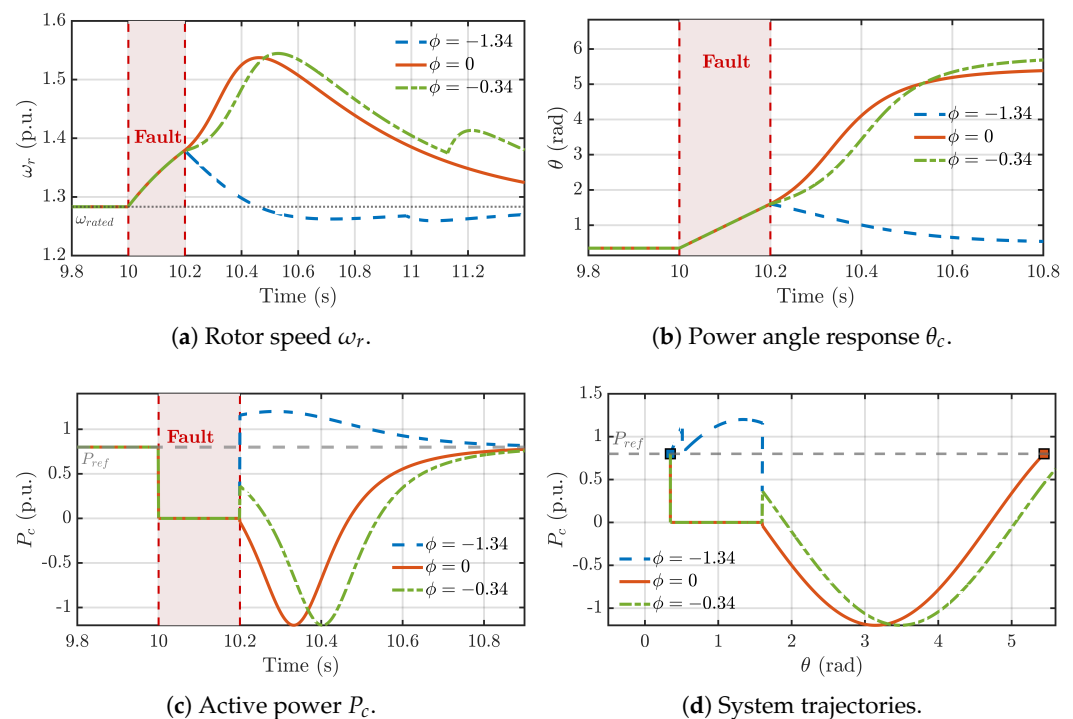 1.6
1.5
1.4
1.3
1.2
ω_r (p.u.)
Fault
ω_rated
ϕ = −1.34
ϕ = 0
ϕ = −0.34
9.8 10 10.2 10.4 10.6 10.8 11 11.2
Time (s)
(a) Rotor speed ω_r.
6
5
4
3
2
1
0
θ (rad)
Fault
ϕ = −1.34
ϕ = 0
ϕ = −0.34
9.8 10 10.2 10.4 10.6 10.8
Time (s)
(b) Power angle response θ_c.
1
0.5
0
-0.5
-1
P_c (p.u.)
Fault
P_ref
ϕ = −1.34
ϕ = 0
ϕ = −0.34
9.8 10 10.2 10.4 10.6 10.8
Time (s)
(c) Active power P_c.
1.5
1
0.5
0
-0.5
-1
P_c (p.u.)
P_ref
ϕ = −1.34
ϕ = 0
ϕ = −0.34
0 1 2 3 4 5
θ (rad)
(d) System trajectories.